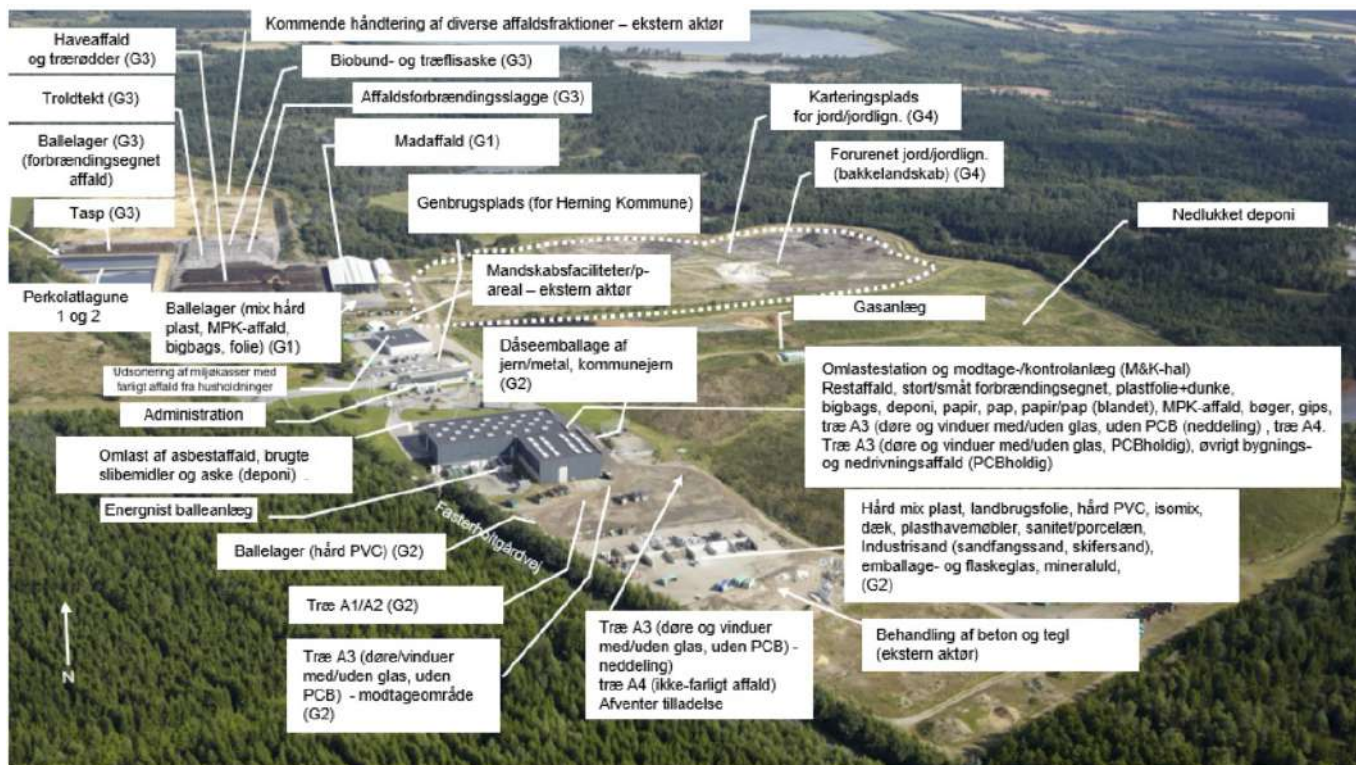 Kommende håndtering af diverse affaldsfraktioner – ekstern aktør
Haveaffald
og trærødder (G3)
Biobund- og træflisaske (G3)
Troldtekt (G3)
Affaldsforbrændingsslagge (G3)
Karteringsplads
for jord/jordlign. (G4)
Ballelager (G3)
(forbrændingsegnet
affald)
Madaffald (G1)
Forurenet jord/jordlign.
(bakkelandskab) (G4)
Tasp (G3)
Genbrugsplads (for Herning Kommune)
Nedlukket deponi
Perkolatlagune
1 og 2
Ballelager (mix hård
plast, MPK-affald,
bigbags, folie) (G1)
Mandskabsfaciliteter/p-
areal – ekstern aktør
Gasanlæg
Udsortering af miljøkasser med
farligt affald fra husholdninger
Dåseemballage af
jern/metal, kommunejern
(G2)
Administration
Omlastestation og modtage-/kontrolanlæg (M&K-hal)
Restaffald, stort/småt forbrændingsegnet, plastfolie+dunke,
bigbags, deponi, papir, pap, papir/pap (blandet), MPK-affald, bøger, gips,
træ A3 (døre og vinduer med/uden glas, uden PCB (neddeling) , træ A4.
Træ A3 (døre og vinduer med/uden glas, PCBholdig), øvrigt bygnings-
og nedrivningsaffald (PCBholdig)
Omlast af asbestaffald, brugte
slibemidler og aske (deponi) .
Energnist balleanlæg
Fasterholtgårdvej
Ballelager (hård PVC) (G2)
Hård mix plast, landbrugsfolie, hård PVC, isomix,
dæk, plasthavemøbler, sanitet/porcelæn,
Industrisand (sandfangssand, skifersand),
emballage- og flaskeglas, mineraluld,
(G2)
Træ A1/A2 (G2)
Træ A3 (døre/vinduer
med/uden glas, uden
PCB) - modtageområde
(G2)
Træ A3 (døre og vinduer
med/uden glas, uden PCB) -
neddeling)
træ A4 (ikke-farligt affald)
Afventer tilladelse
Behandling af beton og tegl
(ekstern aktør)
N